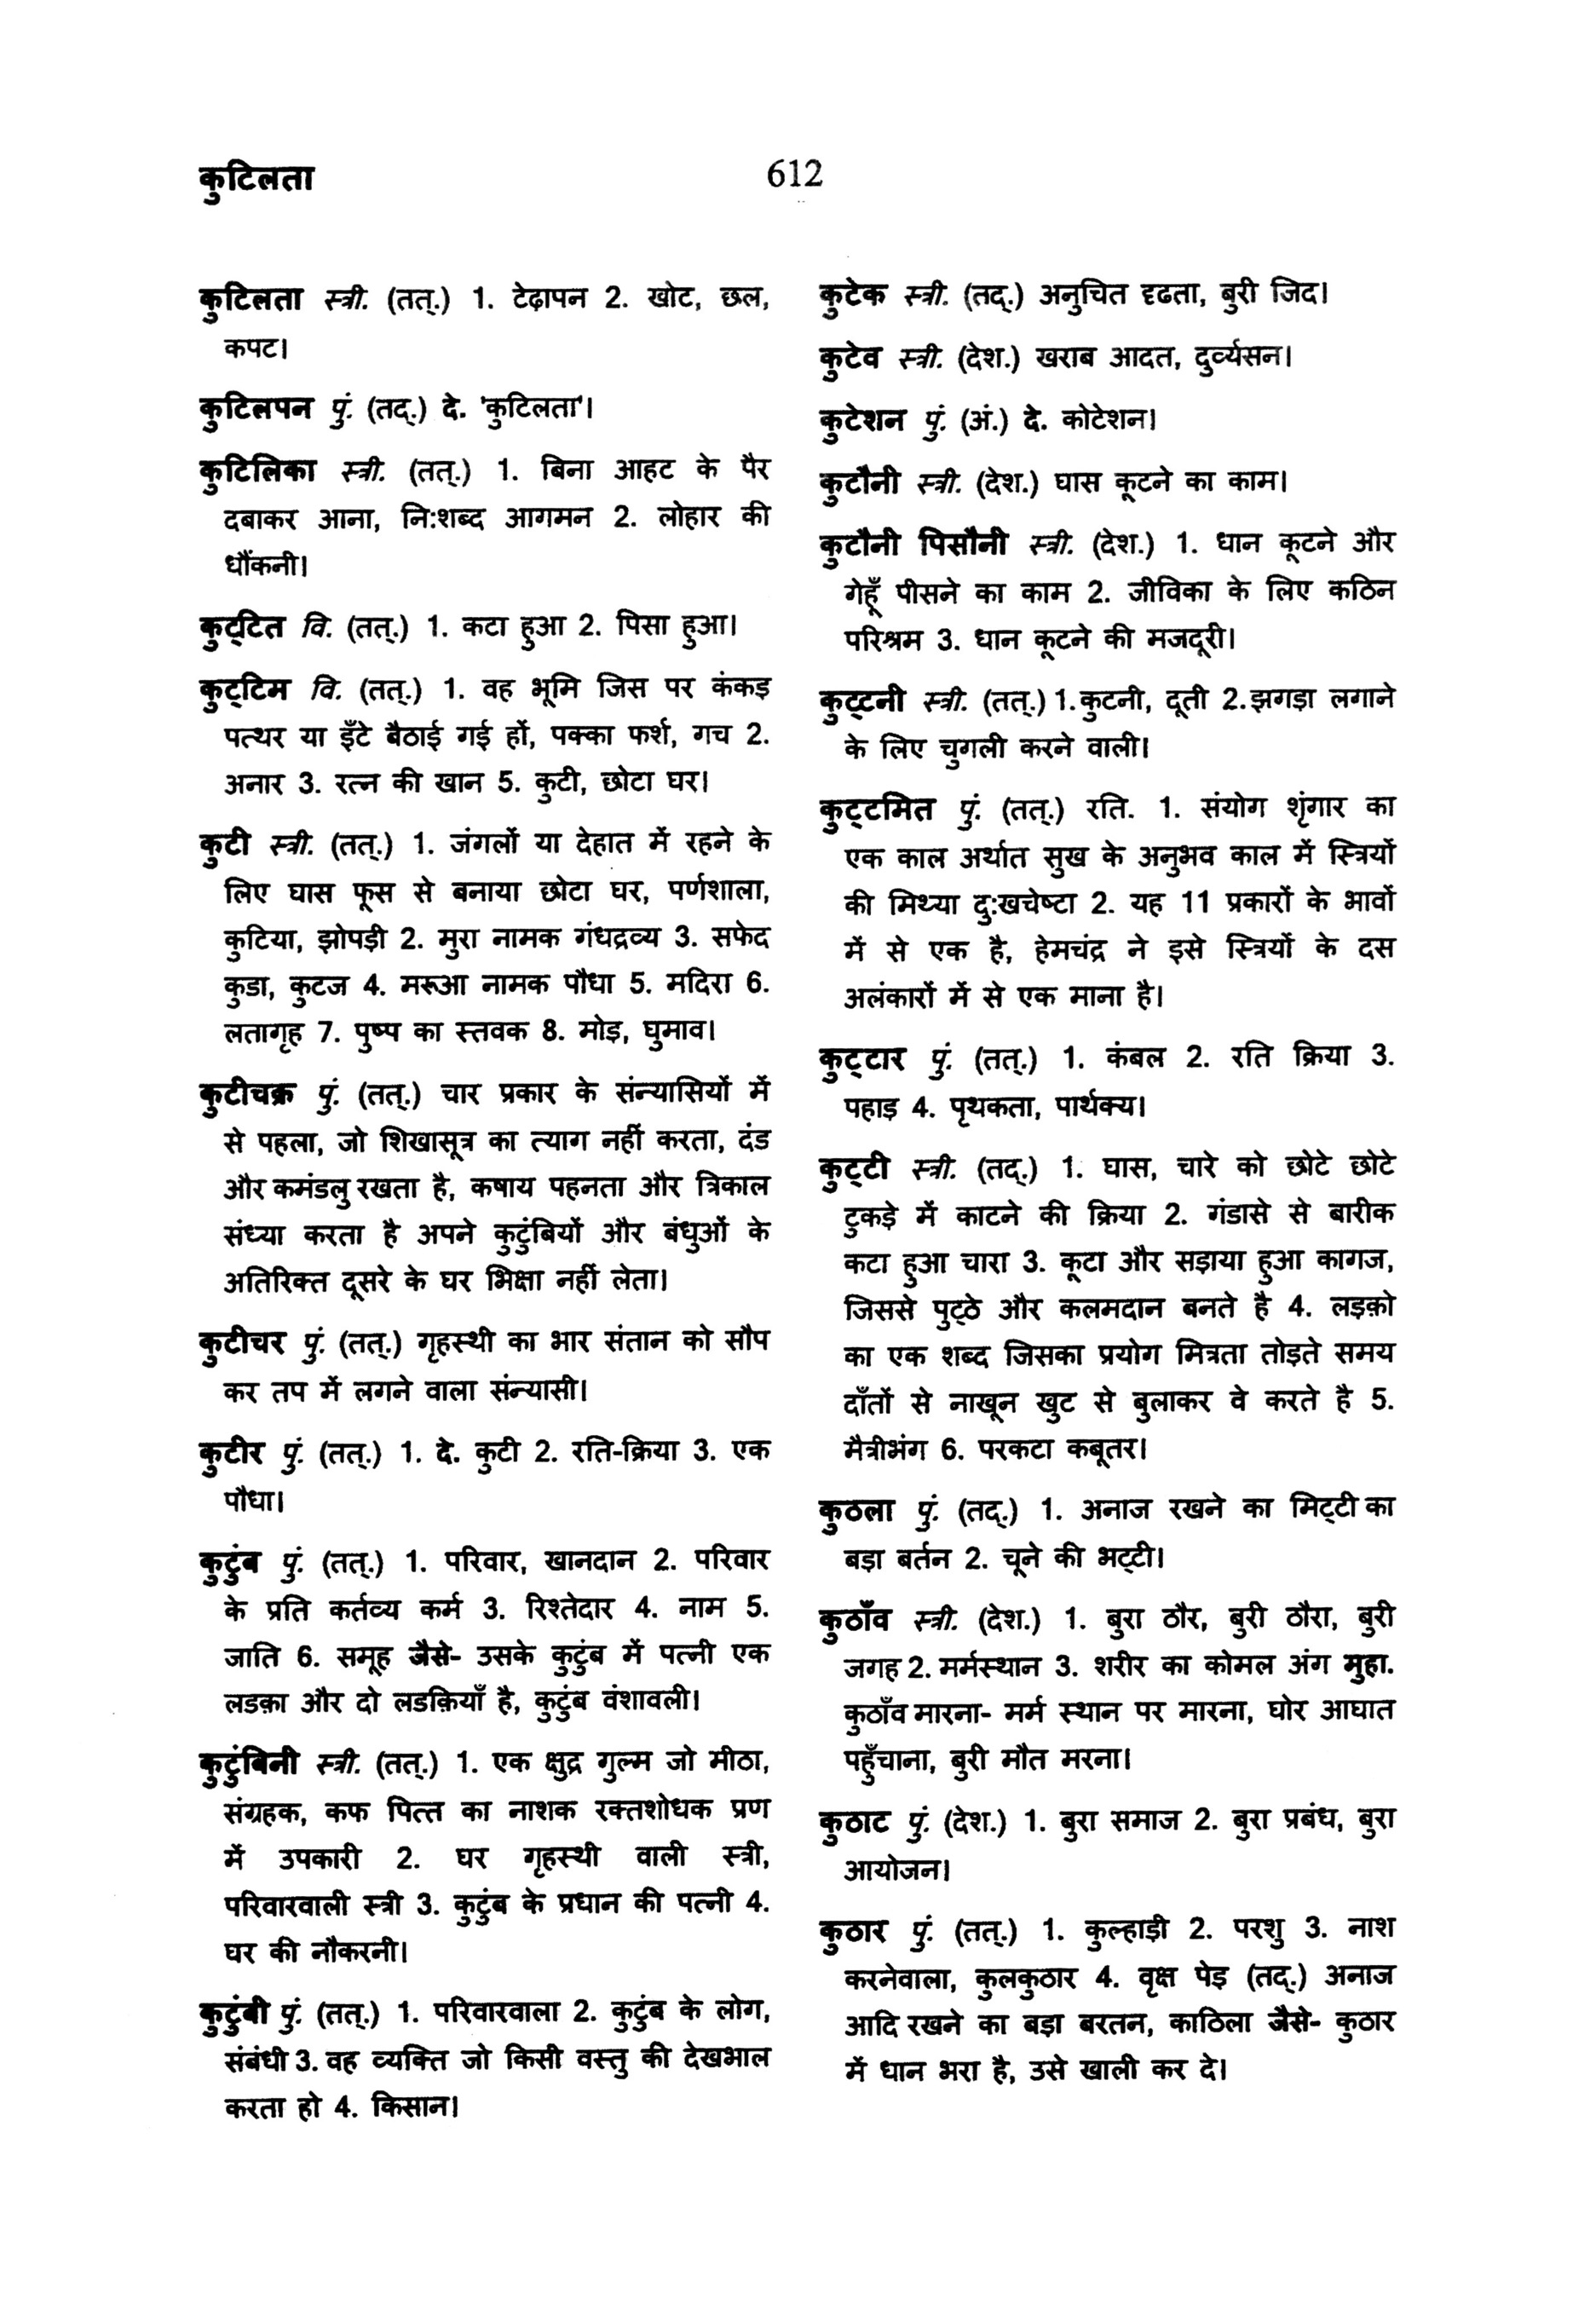 कुटिलता
612
कुटिलता स्त्री. (तत्.) 1. टेढ़ापन 2. खोट, छल,
कपट।
कुटिलपन पुं. (तद्.) दे. 'कुटिलता'।
कुटिलिका स्त्री. (तत्.) 1. बिना आहट के पैर
दबाकर आना, नि:शब्द आगमन 2. लोहार की
धौंकनी।
कुट्टित वि. (तत्.) 1. कटा हुआ 2. पिसा हुआ।
कुट्टिम वि. (तत्.) 1. वह भूमि जिस पर कंकड़
पत्थर या इँटे बैठाई गई हों, पक्का फर्श, गच 2.
अनार 3. रत्न की खान 5. कुटी, छोटा घर।
कुटी स्त्री. (तत्.) 1. जंगलों या देहात में रहने के
लिए घास फूस से बनाया छोटा घर, पर्णशाला,
कुटिया, झोपड़ी 2. मुरा नामक गंधद्रव्य 3. सफेद
कुडा, कुटज 4. मरूआ नामक पौधा 5. मदिरा 6.
लतागृह 7. पुष्प का स्तवक 8. मोड़, घुमाव।
कुटीचक्र पुं. (तत्.) चार प्रकार के संन्यासियों में
से पहला, जो शिखासूत्र का त्याग नहीं करता, दंड
और कमंडलु रखता है, कषाय पहनता और त्रिकाल
संध्या करता है अपने कुटुंबियों और बंधुओं के
अतिरिक्त दूसरे के घर भिक्षा नहीं लेता।
कुटीचर पुं. (तत्.) गृहस्थी का भार संतान को सौप
कर तप में लगने वाला संन्यासी।
कुटीर पुं. (तत्.) 1. दे. कुटी 2. रति-क्रिया 3. एक
पौधा।
कुटुंब पुं. (तत्.) 1. परिवार, खानदान 2. परिवार
के प्रति कर्तव्य कर्म 3. रिश्तेदार 4. नाम 5.
जाति 6. समूह जैसे- उसके कुटुंब में पत्नी एक
लडक़ा और दो लडक़ियाँ है, कुटुंब वंशावली।
कुटुंबिनी स्त्री. (तत्.) 1. एक क्षुद्र गुल्म जो मीठा,
संग्रहक, कफ पित्त का नाशक रक्तशोधक प्रण
में उपकारी 2. घर गृहस्थी वाली स्त्री,
परिवारवाली स्त्री 3. कुटुंब के प्रधान की पत्नी 4.
घर की नौकरनी।
कुटुंबी पुं. (तत्.) 1. परिवारवाला 2. कुटुंब के लोग,
संबंधी 3. वह व्यक्ति जो किसी वस्तु की देखभाल
करता हो 4. किसान।
कुटेक स्त्री. (तद्.) अनुचित दृढता, बुरी जिद।
कुटेव स्त्री. (देश.) खराब आदत, दुर्व्यसन।
कुटेशन पुं. (अं.) दे. कोटेशन।
कुटौनी स्त्री. (देश.) घास कूटने का काम।
कुटौनी पिसौनी स्त्री. (देश.) 1. धान कूटने और
गेहूँ पीसने का काम 2. जीविका के लिए कठिन
परिश्रम 3. धान कूटने की मजदूरी।
कुट्टनी स्त्री. (तत्.) 1.कुटनी, दूती 2.झगड़ा लगाने
के लिए चुगली करने वाली।
कुट्टमित पुं. (तत्.) रति. 1. संयोग शृंगार का
एक काल अर्थात सुख के अनुभव काल में स्त्रियों
की मिथ्या दु:खचेष्टा 2. यह 11 प्रकारों के भावों
में से एक है, हेमचंद्र ने इसे स्त्रियों के दस
अलंकारों में से एक माना है।
कुट्टार पुं. (तत्.) 1. कंबल 2. रति क्रिया 3.
पहाड़ 4. पृथकता, पार्थक्य।
कुट्टी स्त्री. (तद्.) 1. घास, चारे को छोटे छोटे
टुकड़े में काटने की क्रिया 2. गंडासे से बारीक
कटा हुआ चारा 3. कूटा और सड़ाया हुआ कागज,
जिससे पुट्ठे और कलमदान बनते है 4. लड़क़ो
का एक शब्द जिसका प्रयोग मित्रता तोड़ते समय
दाँतों से नाखून खुट से बुलाकर वे करते है 5.
मैत्रीभंग 6. परकटा कबूतर।
कुठला पुं. (तद्.) 1. अनाज रखने का मिट्टी का
बड़ा बर्तन 2. चूने की भट्टी।
कुठाँव स्त्री. (देश.) 1. बुरा ठौर, बुरी ठौरा, बुरी
जगह 2. मर्मस्थान 3. शरीर का कोमल अंग मुहा.
कुठाँव मारना- मर्म स्थान पर मारना, घोर आघात
पहुँचाना, बुरी मौत मरना।
कुठाट पुं. (देश.) 1. बुरा समाज 2. बुरा प्रबंध, बुरा
आयोजन।
कुठार पुं. (तत्.) 1. कुल्हाड़ी 2. परशु 3. नाश
करनेवाला, कुलकुठार 4. वृक्ष पेड़ (तद्.) अनाज
आदि रखने का बड़ा बरतन, काठिला जैसे- कुठार
में धान भरा है, उसे खाली कर दे।